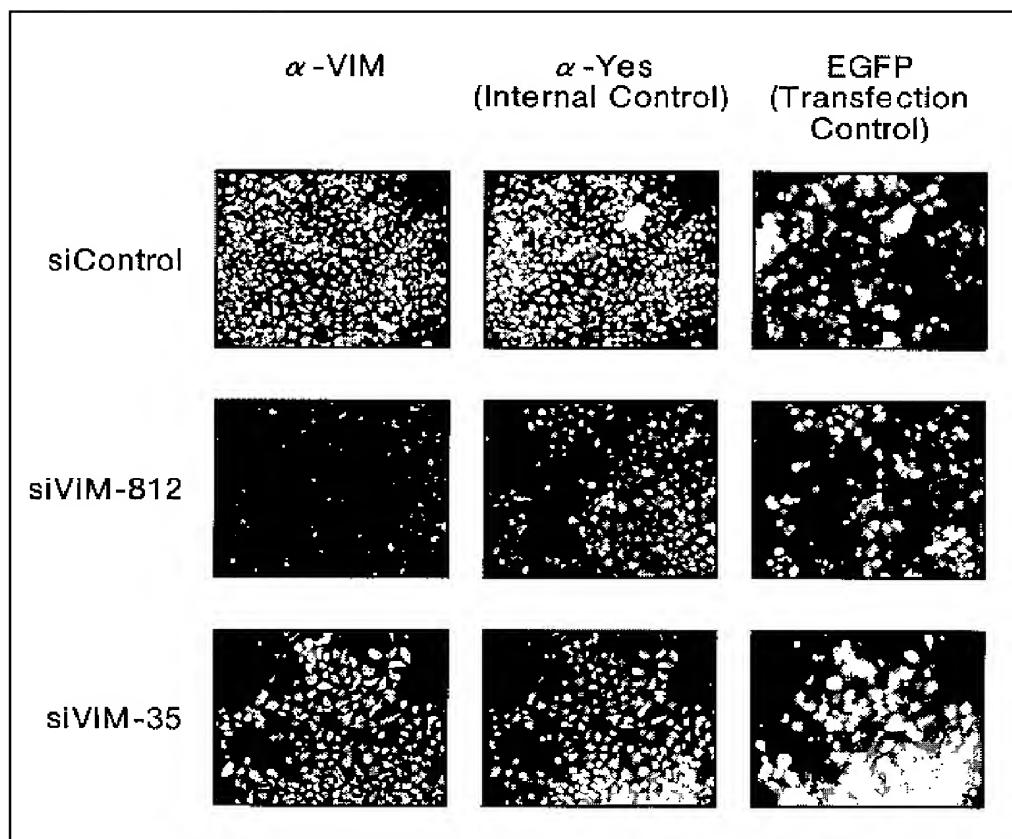 α-VIM
α-Yes
(Internal Control)
EGFP
(Transfection
Control)
siControl
siVIM-812
siVIM-35